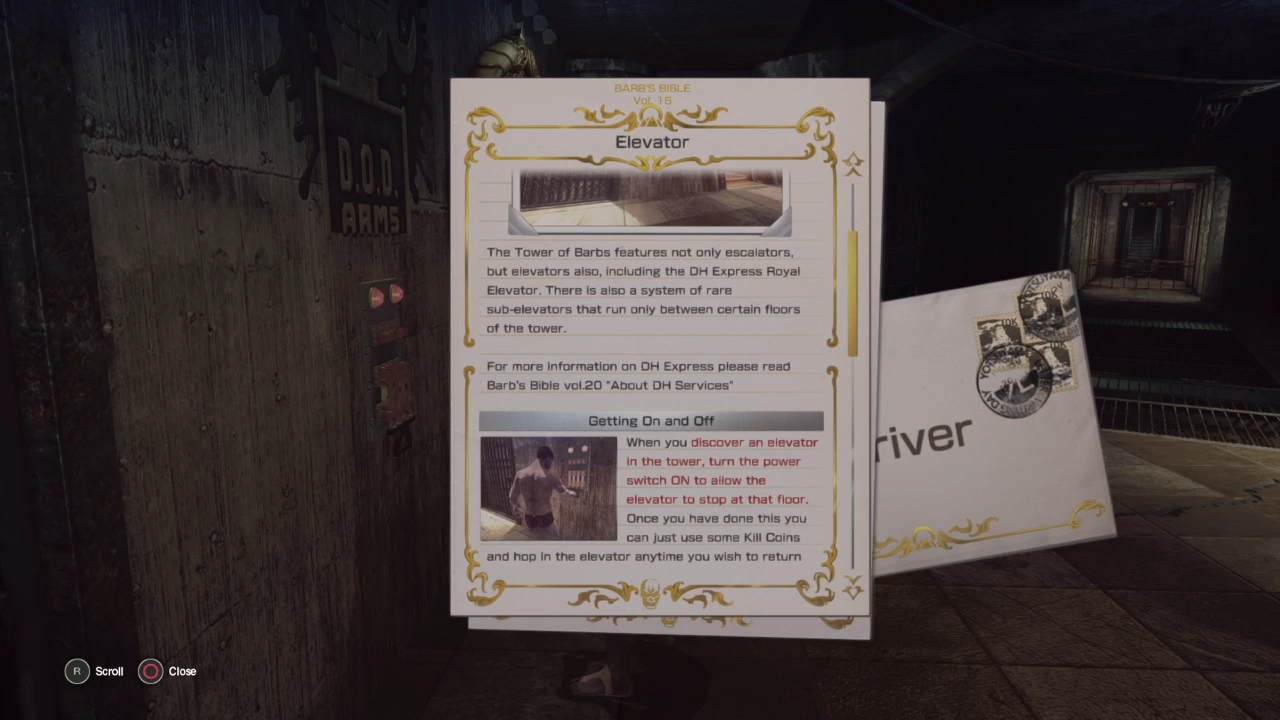 BARB'S BIBLE
Vol. 15
Elevator
The Tower of Barbs features not only escalators,
but elevators also, including the DH Express Royal
Elevator. There is also a system of rare
sub-elevators that run only between certain floors
of the tower.
For more information on DH Express please read
Barb's Bible vol.20 "About DH Services"
Getting On and Off
When you discover an elevator
in the tower, turn the power
switch ON to allow the
elevator to stop at that floor.
Once you have done this you
can just use some Kill Coins
and hop in the elevator anytime you wish to return
D.O.D.
ARMS
river
R Scroll
Close